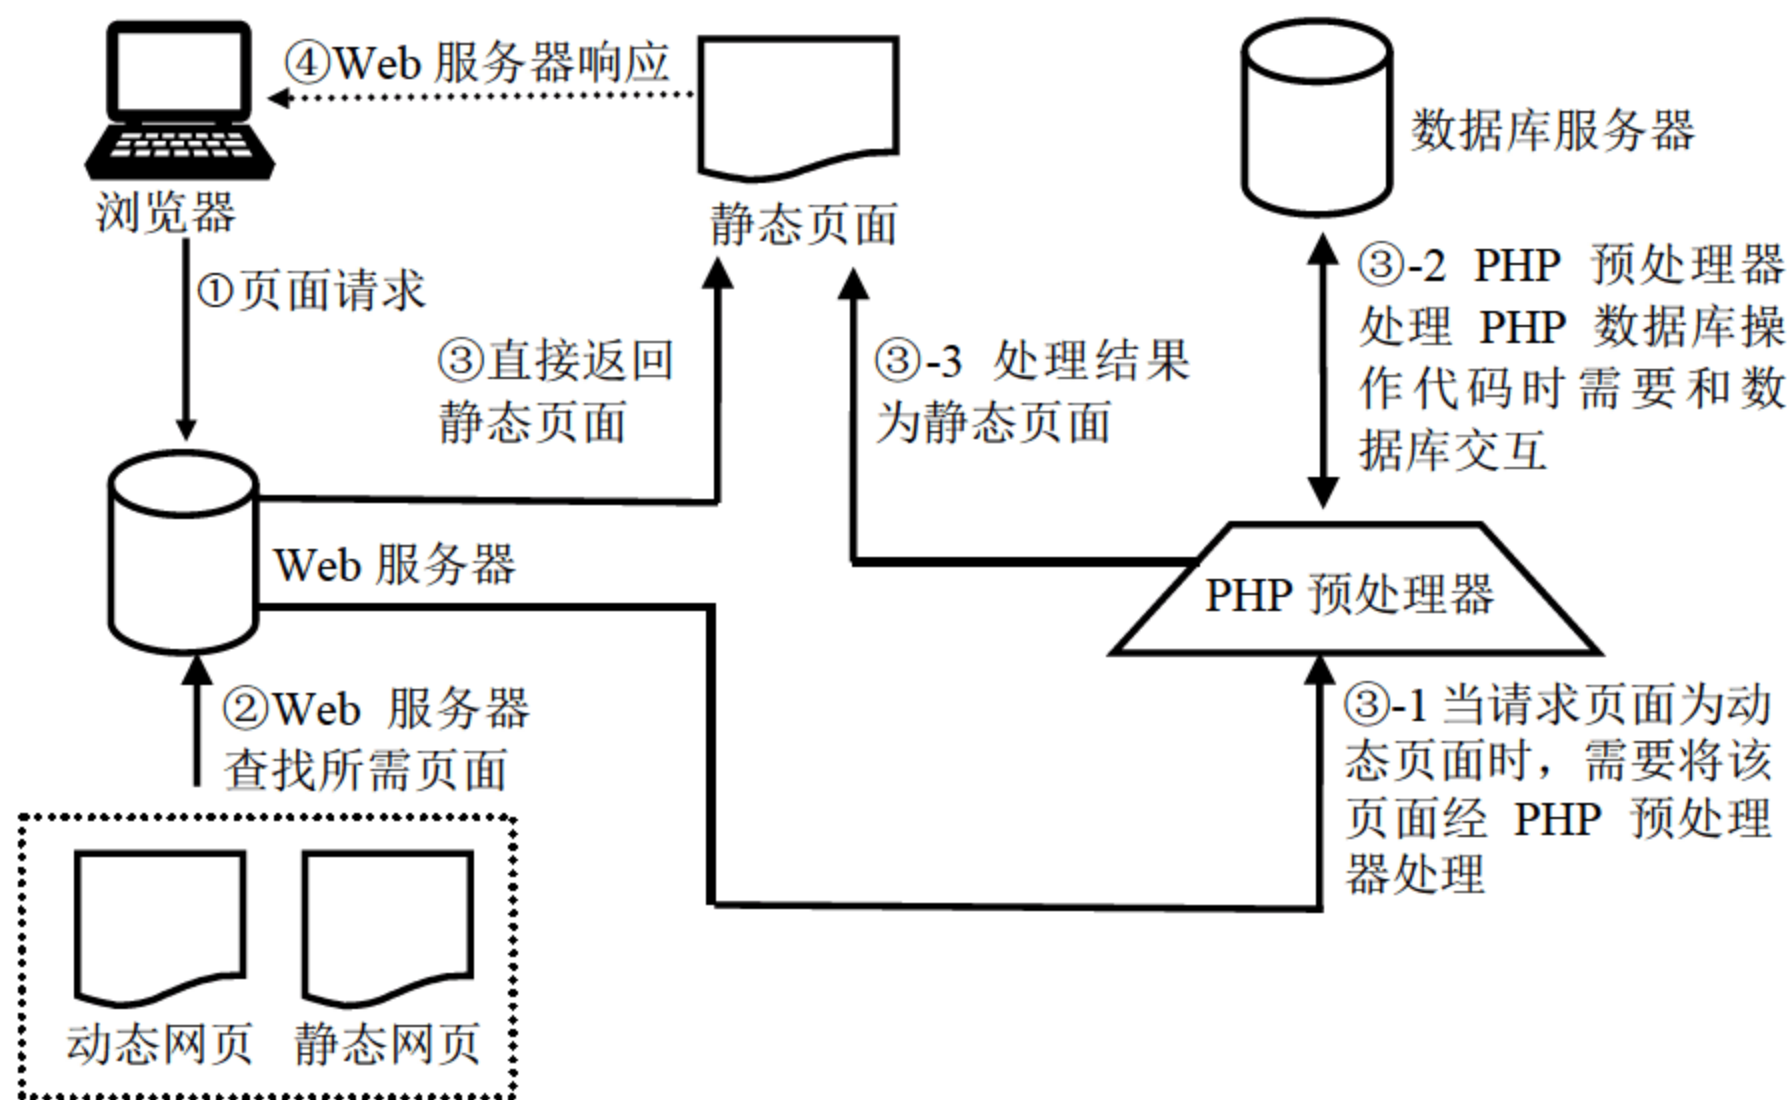 ④Web 服务器响应
浏览器
静态页面
数据库服务器
①页面请求
③直接返回
静态页面
③-3 处理结果
为静态页面
③-2 PHP 预处理器
处理 PHP 数据库操
作代码时需要和数
据库交互
Web 服务器
PHP 预处理器
②Web 服务器
查找所需页面
③-1 当请求页面为动
态页面时，需要将该
页面经 PHP 预处理
器处理
动态网页
静态网页